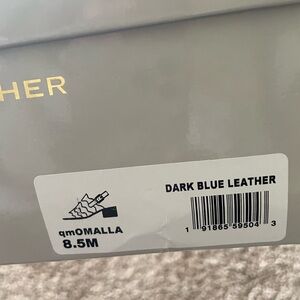 HER
DARK BLUE LEATHER
qmOMALLA
8.5M
1 91865 59504 3